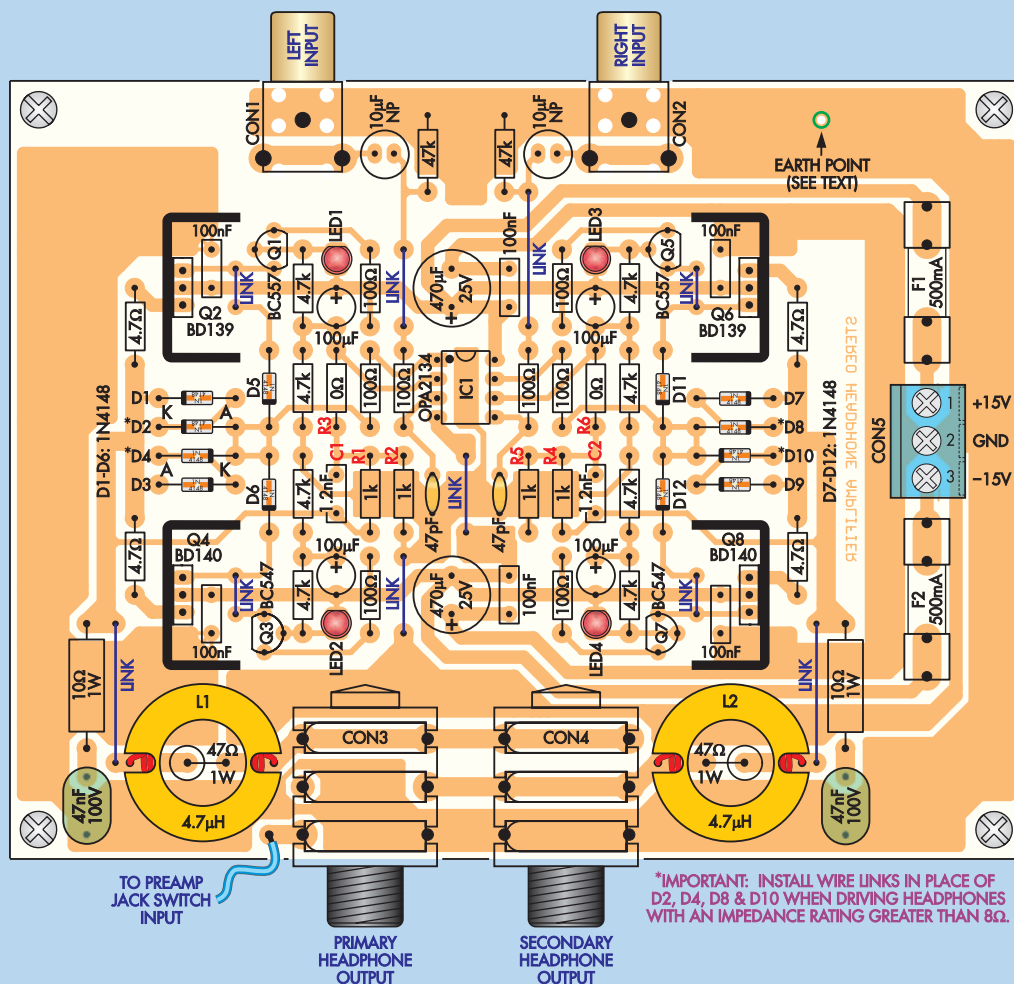 LEFT
INPUT
RIGHT
INPUT
CON1
10µF
NP
47k
47k
10µF
NP
CON2
EARTH POINT
(SEE TEXT)
100nF
Q1
LED1
100nF
LED3
Q5
100nF
LINK
BC557
4.7k
100Ω
LINK
470µF
25V
LINK
100Ω
4.7k
BC557
LINK
F1
500mA
Q2
BD139
100µF
100µF
Q6
BD139
4.7Ω
4.7Ω
D5
4.7k
0Ω
100Ω
100Ω
OPA2134
IC1
100Ω
0Ω
4.7k
D11
D1
K
A
*D2
*D4
A
K
D3
D1-D6: 1N4148
1N
4148
R3
C1
R1
R2
R5
R4
R6
C2
D7
*D8
*D10
D9
D7-D12: 1N4148
STEREO HEADPHONE AMPLIFIER
CON5
1
+15V
2
GND
3
−15V
D6
1.2nF
1k
1k
47pF
LINK
47pF
1k
1k
1.2nF
D12
4.7Ω
Q4
BD140
100µF
100µF
Q8
BD140
4.7Ω
LINK
BC547
4.7k
100Ω
LINK
470µF
25V
100nF
100Ω
4.7k
BC547
LINK
F2
500mA
100nF
Q3
LED2
LED4
Q7
100nF
10Ω
1W
LINK
L1
47Ω
1W
4.7µH
47nF
100V
CON3
CON4
L2
47Ω
1W
4.7µH
LINK
10Ω
1W
47nF
100V
TO PREAMP
JACK SWITCH
INPUT
PRIMARY
HEADPHONE
OUTPUT
SECONDARY
HEADPHONE
OUTPUT
*IMPORTANT: INSTALL WIRE LINKS IN PLACE OF
D2, D4, D8 & D10 WHEN DRIVING HEADPHONES
WITH AN IMPEDANCE RATING GREATER THAN 8Ω.